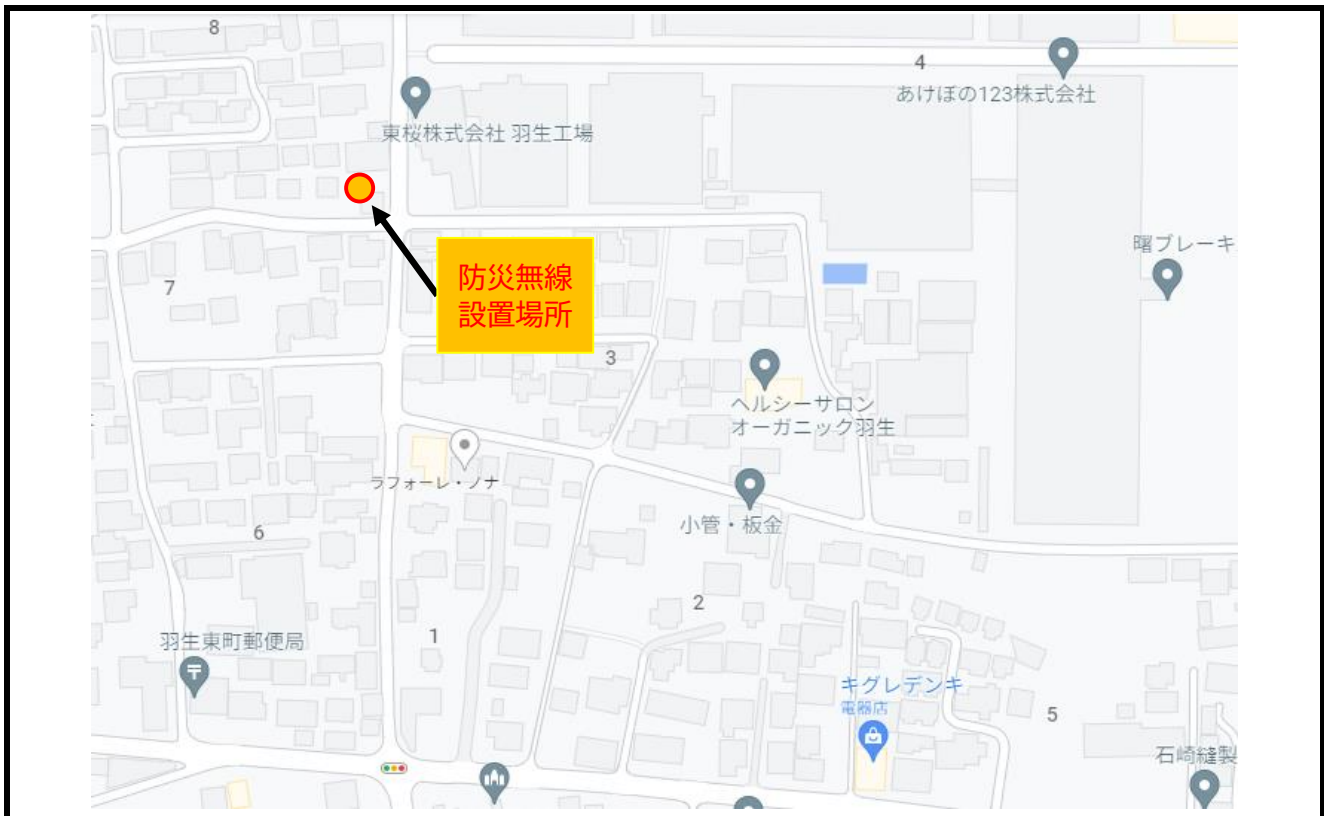 8
4
あけぼの123株式会社
東桜株式会社 羽生工場
曙ブレーキ
7
防災無線
設置場所
3
ヘルシーサロン
オーガニック羽生
ラフォーレ・ノナ
小管・板金
6
2
1
羽生東町郵便局
キグレデンキ
電器店
5
石崎縫製